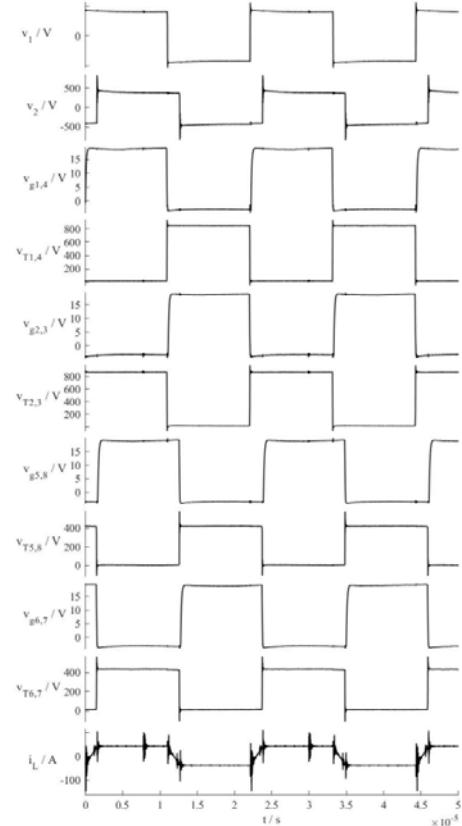 v1 / V
0
v2 / V
500
0
-500
vg1,4 / V
15
10
5
0
vT1,4 / V
800
600
400
200
vg2,3 / V
15
10
5
0
vT2,3 / V
800
600
400
200
0
vg5,8 / V
15
10
5
0
vT5,8 / V
400
200
0
vg6,7 / V
15
10
5
0
vT6,7 / V
400
200
0
iL / A
0
-100
0 0.5 1 1.5 2 2.5 3 3.5 4 4.5 5
t / s
×10-5